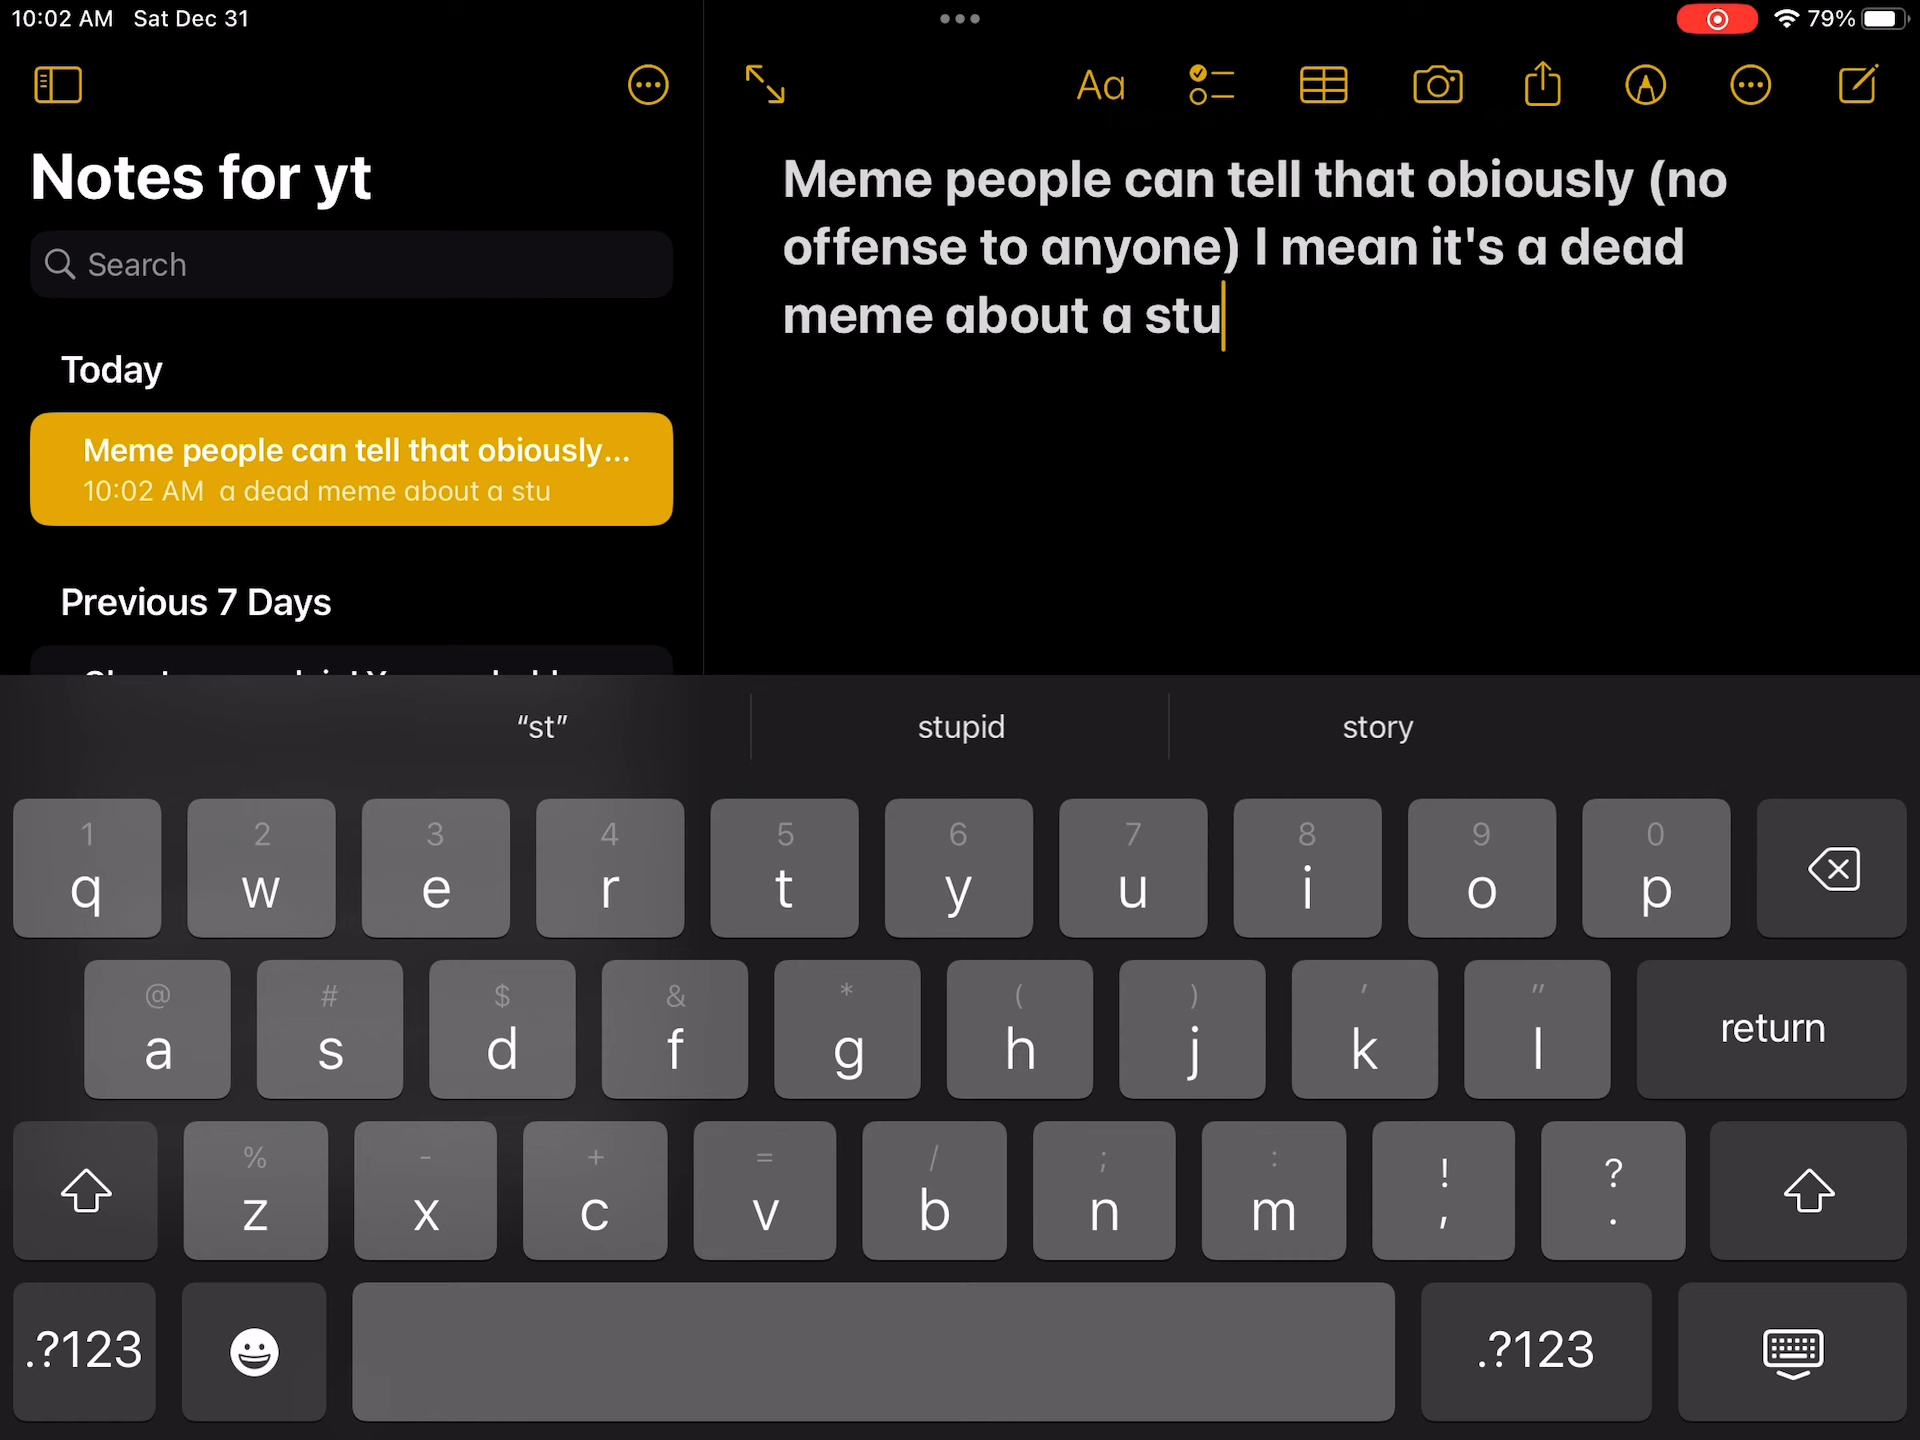 10:02 AM Sat Dec 31
79%
Notes for yt
Search
Today
Meme people can tell that obiously...
10:02 AM a dead meme about a stu
Previous 7 Days
Aa
Meme people can tell that obiously (no
offense to anyone) I mean it's a dead
meme about a stu
“st” stupid story
1 2 3 4 5 6 7 8 9 0
q w e r t y u i o p
@ # $ & * ( ) ' "
a s d f g h j k l return
% - + = / ; : ! ?
z x c v b n m , .
.?123 .?123